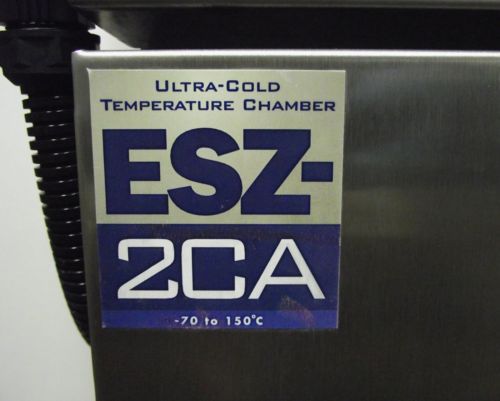 Ultra-Cold
Temperature Chamber
ESZ-
2CA
-70 to 150°C